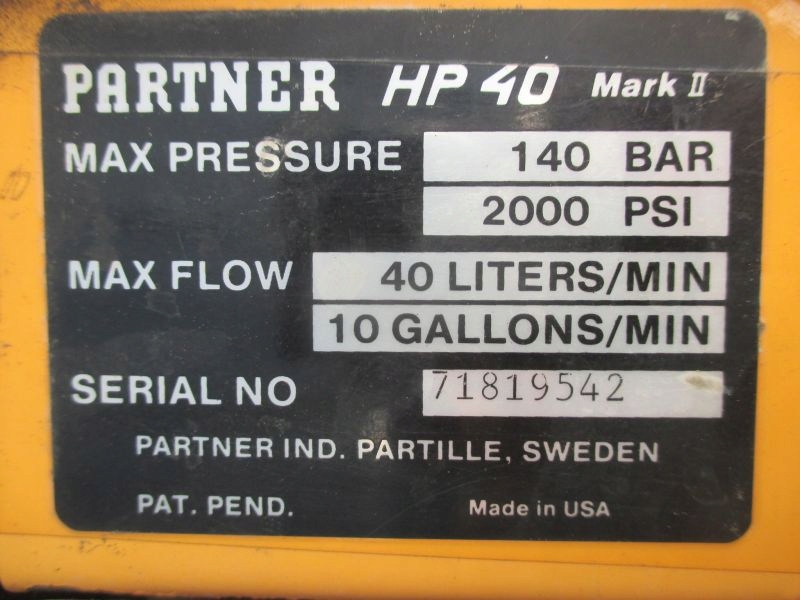 PARTNER HP 40 Mark II
MAX PRESSURE 140 BAR
2000 PSI
MAX FLOW 40 LITERS/MIN
10 GALLONS/MIN
SERIAL NO 71819542
PARTNER IND. PARTILLE, SWEDEN
PAT. PEND. Made in USA